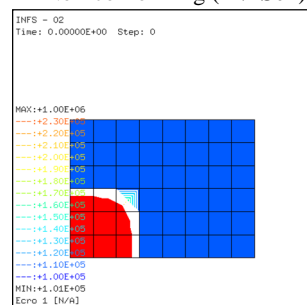 INFS - 02
Time: 0.00000E+00 Step: 0
MAX:+1.00E+06
---:+2.30E+05
---:+2.20E+05
---:+2.10E+05
---:+2.00E+05
---:+1.90E+05
---:+1.80E+05
---:+1.70E+05
---:+1.60E+05
---:+1.50E+05
---:+1.40E+05
---:+1.30E+05
---:+1.20E+05
---:+1.10E+05
---:+1.00E+05
MIN:+1.01E+05
Ecro 1 [N/A]